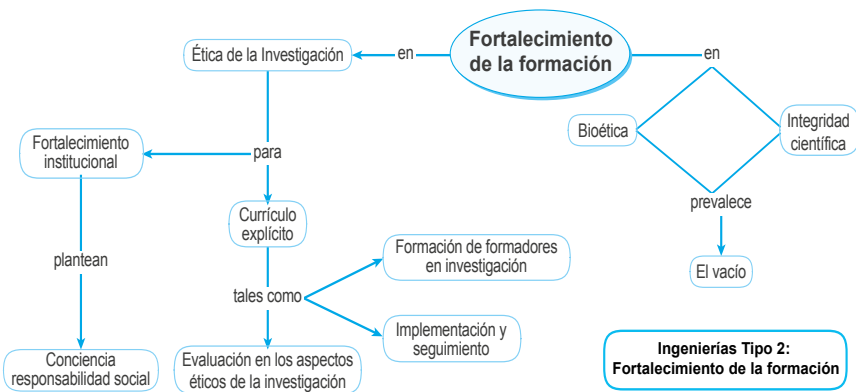 Fortalecimiento
de la formación
en
Ética de la Investigación
en
Bioética
Integridad
científica
Fortalecimiento
institucional
para
prevalece
Currículo
explícito
El vacío
plantean
Formación de formadores
en investigación
tales como
Implementación y
seguimiento
Conciencia
responsabilidad social
Evaluación en los aspectos
éticos de la investigación
Ingenierías Tipo 2:
Fortalecimiento de la formación